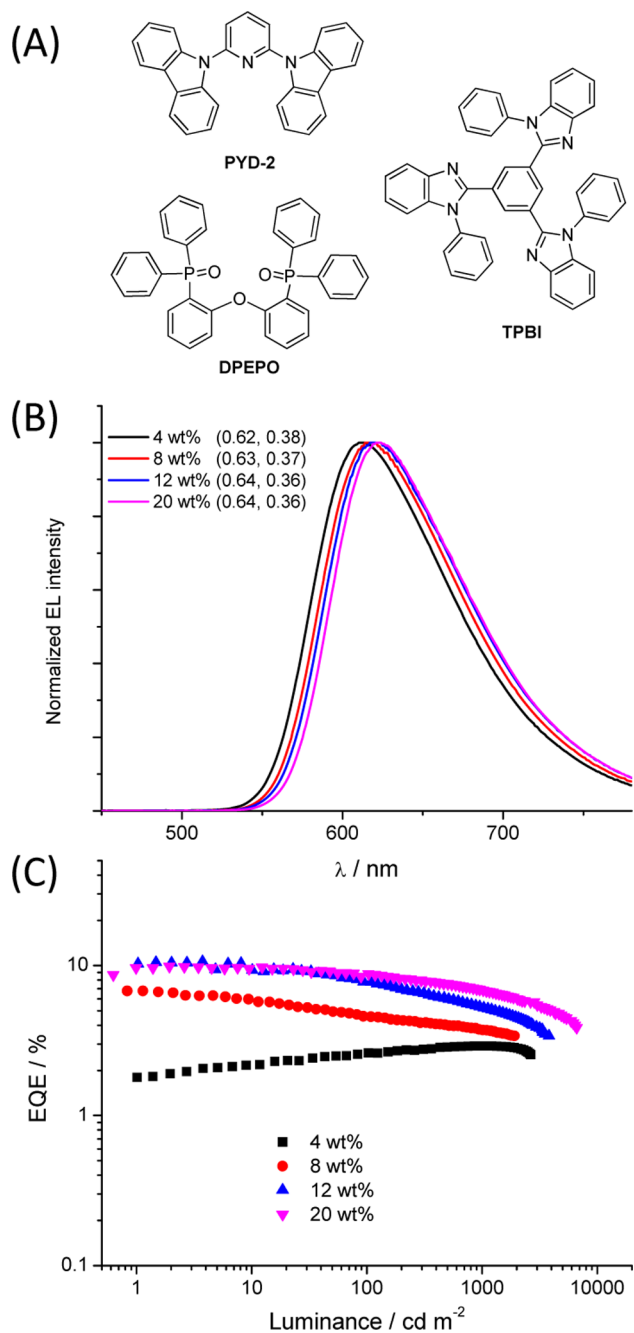 (A)
N
N
N
PYD-2
N
N
N
N
N
N
TPBI
P
O
O
P
O
DPEPO
(B)
4 wt% (0.62, 0.38)
8 wt% (0.63, 0.37)
12 wt% (0.64, 0.36)
20 wt% (0.64, 0.36)
Normalized EL intensity
500 600 700
λ / nm
(C)
10
1
0.1
EQE / %
4 wt%
8 wt%
12 wt%
20 wt%
1 10 100 1000 10000
Luminance / cd m⁻²